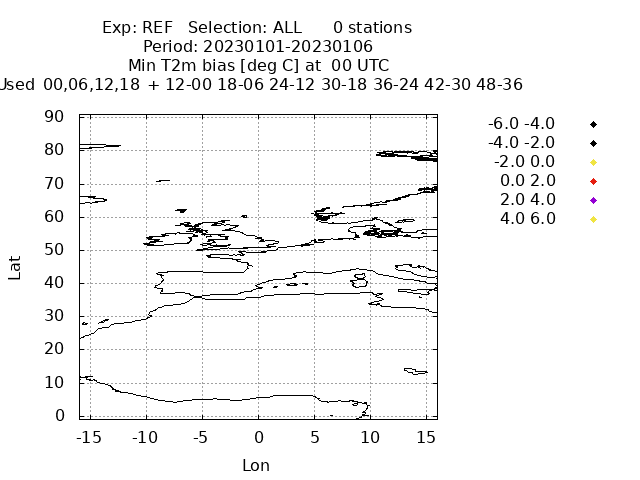 Exp: REF   Selection: ALL      0 stations
Period: 20230101-20230106
Min T2m bias [deg C] at  00 UTC
Used 00,06,12,18 + 12-00 18-06 24-12 30-18 36-24 42-30 48-36
-6.0 -4.0
-4.0 -2.0
-2.0 0.0
0.0 2.0
2.0 4.0
4.0 6.0
90
80
70
60
50
40
30
20
10
0
Lat
-15 -10 -5 0 5 10 15
Lon